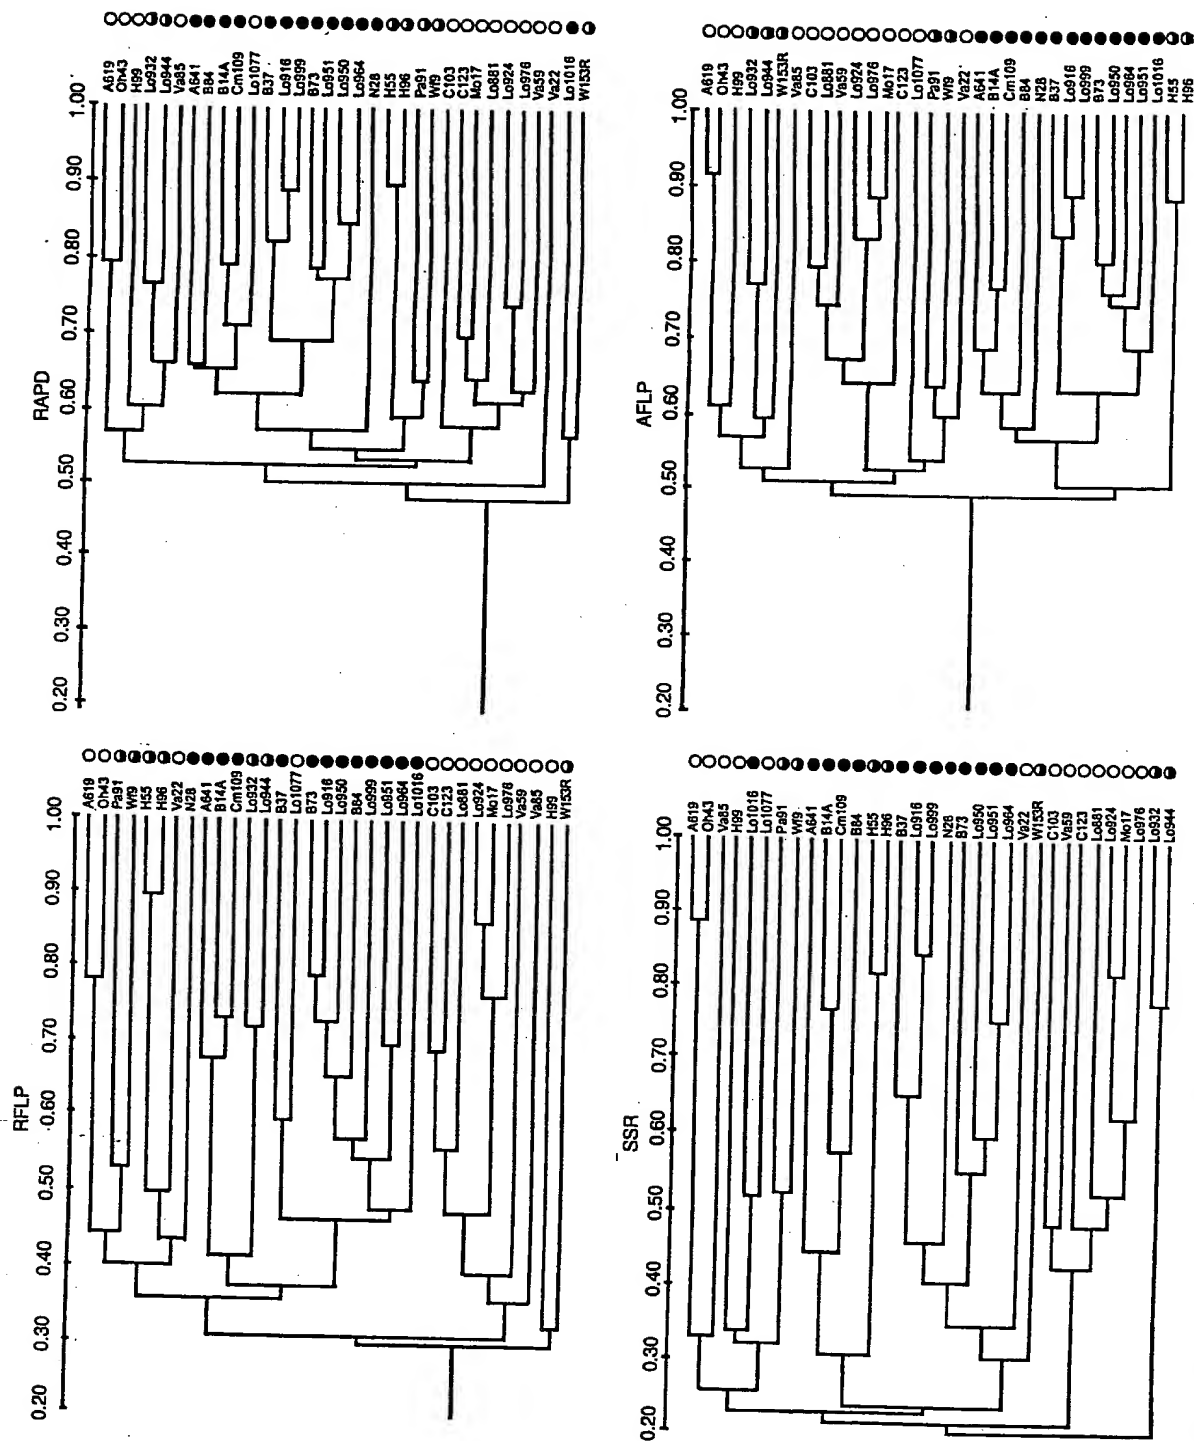 RAPD
1.00
0.90
0.80
0.70
0.60
0.50
0.40
0.30
0.20
A619
Oh43
H99
Lo932
Lo944
Va85
A641
B84
B14A
Cm109
Lo1077
B37
Lo916
Lo999
B73
Lo951
Lo950
Lo964
N28
H55
H96
Pa91
Wf9
C103
C123
Mo17
Lo881
Lo924
Lo976
Va59
Va22
Lo1016
W153R
AFLP
1.00
0.90
0.80
0.70
0.60
0.50
0.40
0.30
0.20
A619
Oh43
H99
Lo932
Lo944
W153R
Va85
C103
Lo881
Va59
Lo924
Lo976
Mo17
C123
Lo1077
Pa91
Wf9
Va22
A641
B14A
Cm109
B84
N28
B37
Lo916
Lo999
B73
Lo950
Lo964
Lo951
Lo1016
H55
H96
RFLP
1.00
0.90
0.80
0.70
0.60
0.50
0.40
0.30
0.20
A619
Oh43
Pa91
Wf9
H55
H96
Va22
N28
A641
B14A
Cm109
Lo932
Lo944
B37
Lo1077
B73
Lo916
Lo950
B84
Lo999
Lo951
Lo964
Lo1016
C103
C123
Lo881
Lo924
Mo17
Lo976
Va59
Va85
H99
W153R
SSR
1.00
0.90
0.80
0.70
0.60
0.50
0.40
0.30
0.20
A619
Oh43
Va85
H99
Lo1016
Lo1077
Pa91
Wf9
A641
B14A
Cm109
B84
H55
H96
B37
Lo916
Lo999
N28
B73
Lo950
Lo951
Lo964
Va22
W153R
C103
Va59
C123
Lo881
Lo924
Mo17
Lo976
Lo932
Lo944